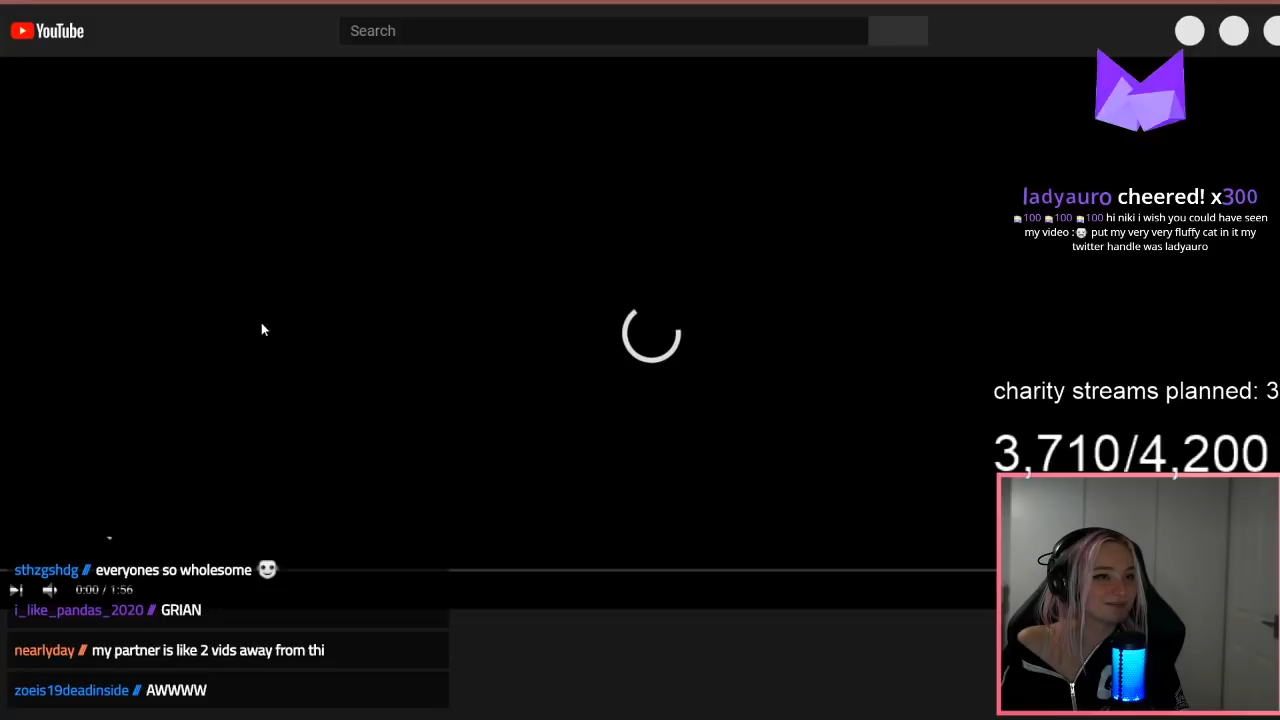 YouTube
Search
ladyauro cheered! x300
100 100 100 hi niki i wish you could have seen
my video : put my very very fluffy cat in it my
twitter handle was ladyauro
charity streams planned: 3
3,710/4,200
sthzgshdg // everyones so wholesome
0:00 / 1:56
i_like_pandas_2020 // GRIAN
nearlyday // my partner is like 2 vids away from thi
zoeis19deadinside // AWWWW